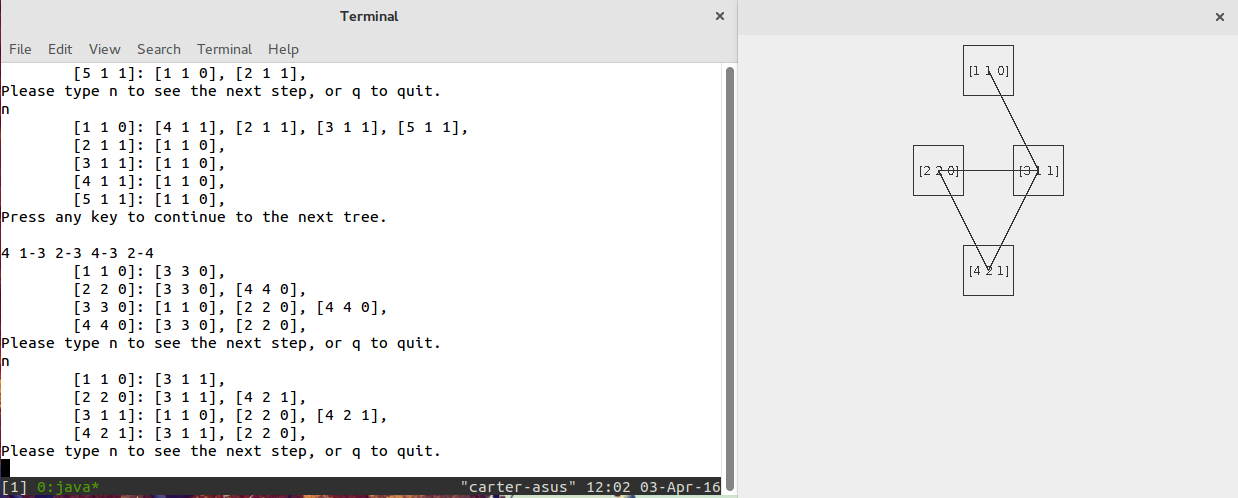 Terminal
File Edit View Search Terminal Help
[5 1 1]: [1 1 0], [2 1 1],
Please type n to see the next step, or q to quit.
n
[1 1 0]: [4 1 1], [2 1 1], [3 1 1], [5 1 1],
[2 1 1]: [1 1 0],
[3 1 1]: [1 1 0],
[4 1 1]: [1 1 0],
[5 1 1]: [1 1 0],
Press any key to continue to the next tree.
4 1-3 2-3 4-3 2-4
[1 1 0]: [3 3 0],
[2 2 0]: [3 3 0], [4 4 0],
[3 3 0]: [1 1 0], [2 2 0], [4 4 0],
[4 4 0]: [3 3 0], [2 2 0],
Please type n to see the next step, or q to quit.
n
[1 1 0]: [3 1 1],
[2 2 0]: [3 1 1], [4 2 1],
[3 1 1]: [1 1 0], [2 2 0], [4 2 1],
[4 2 1]: [3 1 1], [2 2 0],
Please type n to see the next step, or q to quit.
[1] 0:java* "carter-asus" 12:02 03-Apr-16
[1 1 0]
[2 2 0] [3 1 1]
[4 2 1]